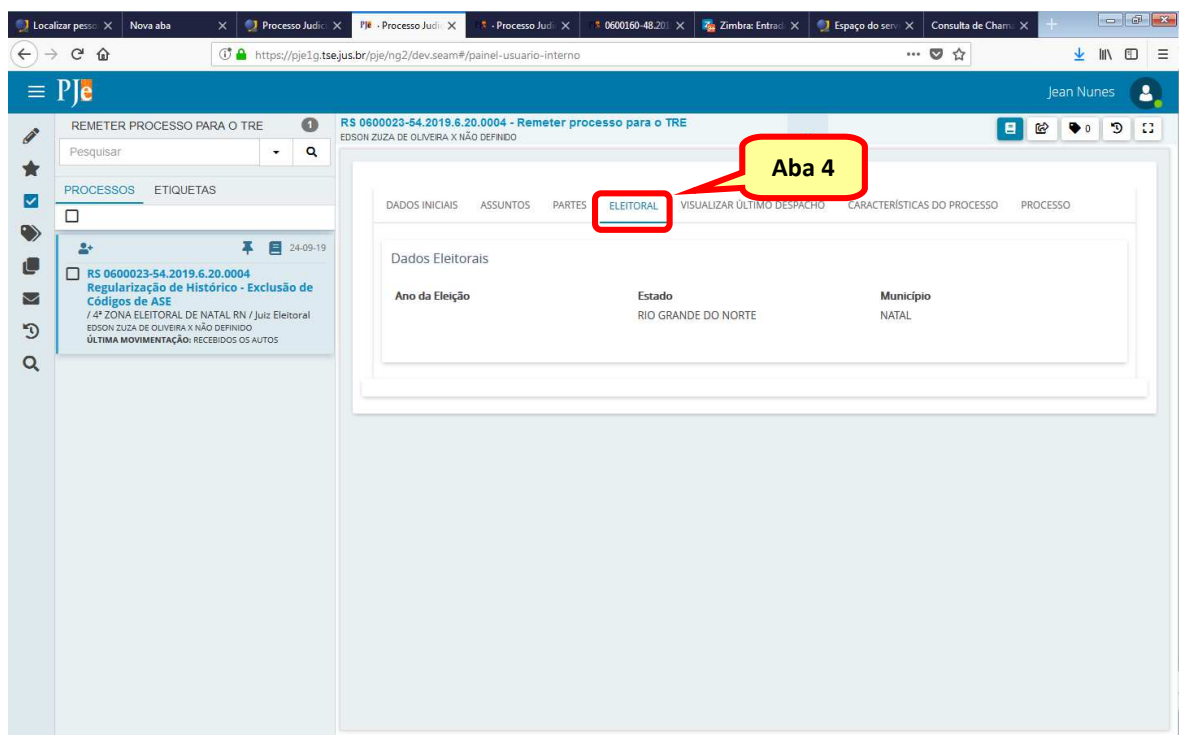 Localizar pesso
Nova aba
Processo Judici
PJe · Processo Judic
· Processo Judi
0600160-48.201
Zimbra: Entrad
Espaço do serv
Consulta de Cham
https://pje1g.tse.jus.br/pje/ng2/dev.seam#/painel-usuario-interno
PJe
Jean Nunes
REMETER PROCESSO PARA O TRE 1
Pesquisar
PROCESSOS ETIQUETAS
24-09-19
RS 0600023-54.2019.6.20.0004
Regularização de Histórico - Exclusão de
Códigos de ASE
/ 4ª ZONA ELEITORAL DE NATAL RN / Juiz Eleitoral
EDSON ZUZA DE OLIVEIRA X NÃO DEFINIDO
ÚLTIMA MOVIMENTAÇÃO: RECEBIDOS OS AUTOS
RS 0600023-54.2019.6.20.0004 - Remeter processo para o TRE
EDSON ZUZA DE OLIVEIRA X NÃO DEFINIDO
0
Aba 4
DADOS INICIAIS ASSUNTOS PARTES ELEITORAL VISUALIZAR ÚLTIMO DESPACHO CARACTERÍSTICAS DO PROCESSO PROCESSO
Dados Eleitorais
Ano da Eleição Estado Município
RIO GRANDE DO NORTE NATAL